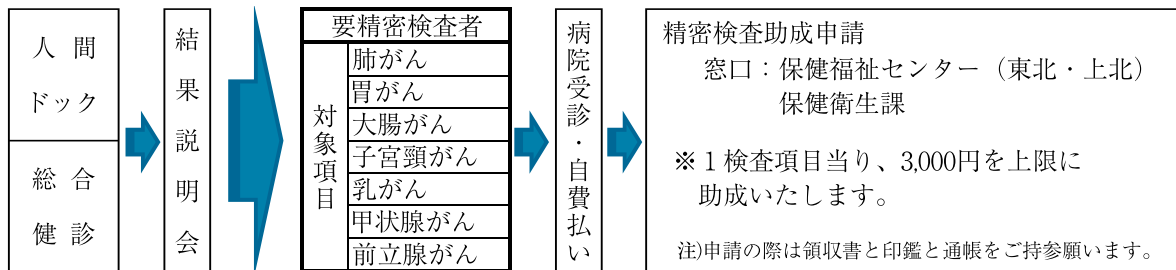 人間
ドック
総合
健診
結果説明会
要精密検査者
対象項目
肺がん
胃がん
大腸がん
子宮頸がん
乳がん
甲状腺がん
前立腺がん
病院受診・自費払い
精密検査助成申請
窓口：保健福祉センター（東北・上北）
保健衛生課
※１検査項目当り、3,000円を上限に
助成いたします。
注)申請の際は領収書と印鑑と通帳をご持参願います。